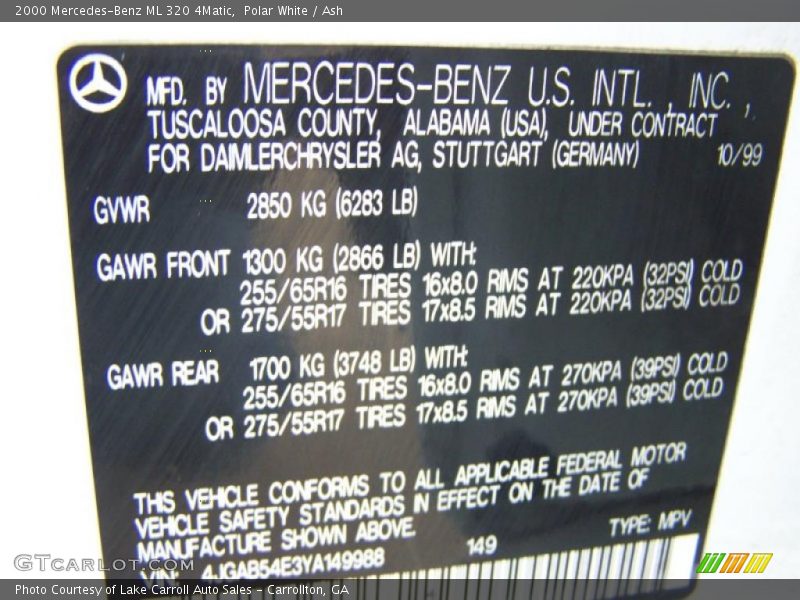 2000 Mercedes-Benz ML 320 4Matic, Polar White / Ash
MFD. BY MERCEDES-BENZ U.S. INTL., INC.,
TUSCALOOSA COUNTY, ALABAMA (USA), UNDER CONTRACT
FOR DAIMLERCHRYSLER AG, STUTTGART (GERMANY) 10/99
GVWR 2850 KG (6283 LB)
GAWR FRONT 1300 KG (2866 LB) WITH:
255/65R16 TIRES 16x8.0 RIMS AT 220KPA (32PSI) COLD
OR 275/55R17 TIRES 17x8.5 RIMS AT 220KPA (32PSI) COLD
GAWR REAR 1700 KG (3748 LB) WITH:
255/65R16 TIRES 16x8.0 RIMS AT 270KPA (39PSI) COLD
OR 275/55R17 TIRES 17x8.5 RIMS AT 270KPA (39PSI) COLD
THIS VEHICLE CONFORMS TO ALL APPLICABLE FEDERAL MOTOR
VEHICLE SAFETY STANDARDS IN EFFECT ON THE DATE OF
MANUFACTURE SHOWN ABOVE. 149 TYPE: MPV
VIN: 4JGAB54E3YA149988
GTCARLOT.COM
Photo Courtesy of Lake Carroll Auto Sales - Carrollton, GA